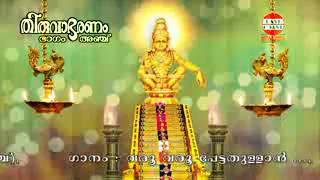 തിരുവാഭരണം
ഭാഗം അഞ്ച്
ഗാനം : വരൂ വരൂ പേട്ടതുള്ളാൻ ....